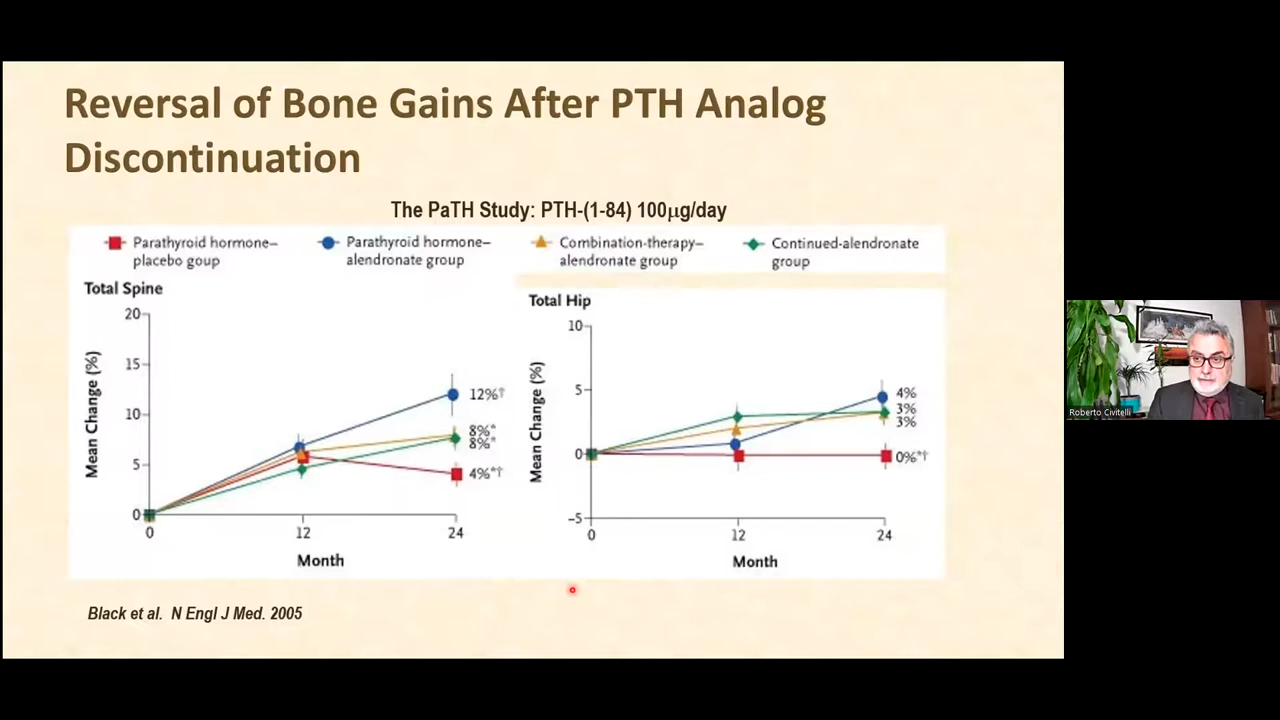 Reversal of Bone Gains After PTH Analog
Discontinuation
The PaTH Study: PTH-(1-84) 100μg/day
Parathyroid hormone–
placebo goup
Parathyroid hormone–
alendronate group
Combination-therapy–
alendronate group
Continued-alendronate
group
Total Spine
Mean Change (%)
20
15
10
5
0
12%†
8%*
8%*
4%*†
0
12
24
Month
Total Hip
Mean Change (%)
10
5
0
–5
4%
3%
3%
0%*†
0
12
24
Month
Black et al. N Engl J Med. 2005
Roberto Civitelli